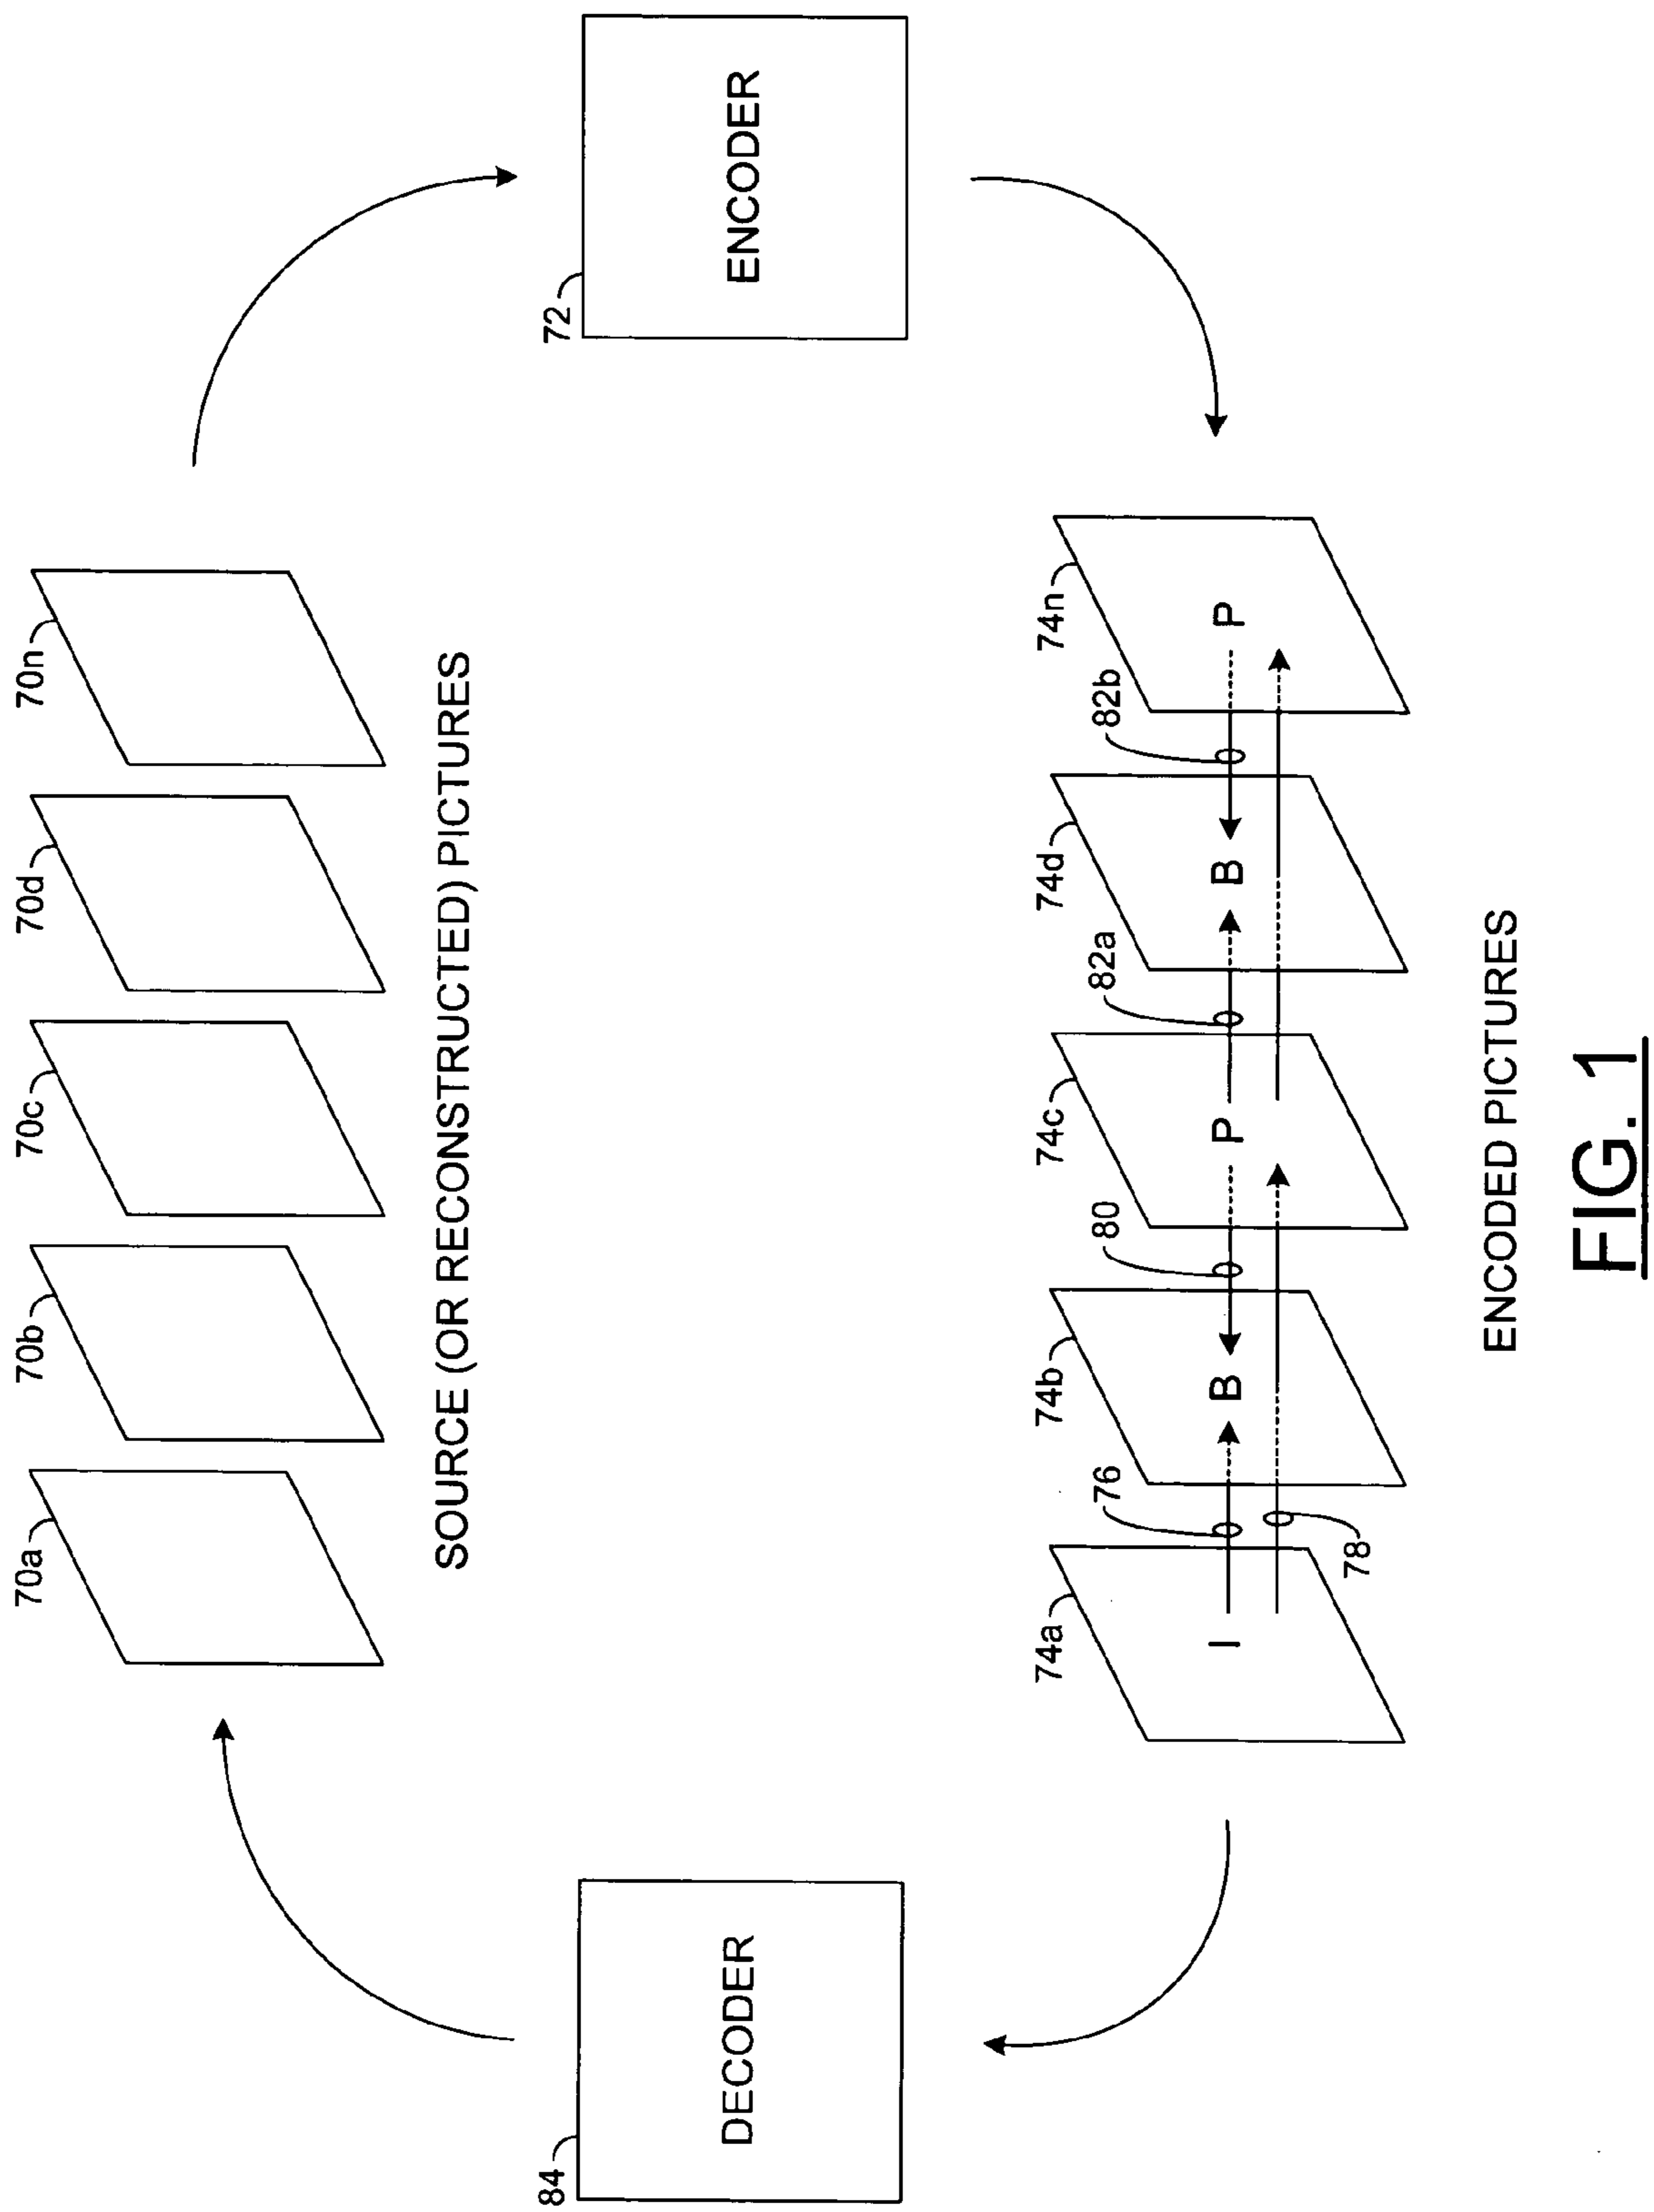 70a
70b
70c
70d
70n
SOURCE (OR RECONSTRUCTED) PICTURES
84
DECODER
72
ENCODER
74a
74b
74c
74d
74n
76
80
82a
82b
I
B
P
B
P
78
ENCODED PICTURES
FIG. 1